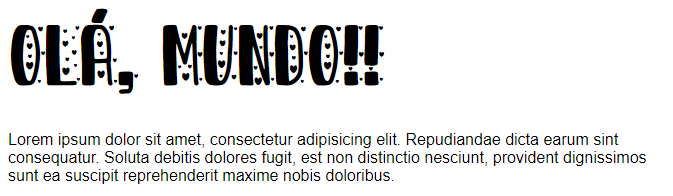 OLÁ, MUNDO!!
Lorem ipsum dolor sit amet, consectetur adipisicing elit. Repudiandae dicta earum sint
consequatur. Soluta debitis dolores fugit, est non distinctio nesciunt, provident dignissimos
sunt ea suscipit reprehenderit maxime nobis doloribus.